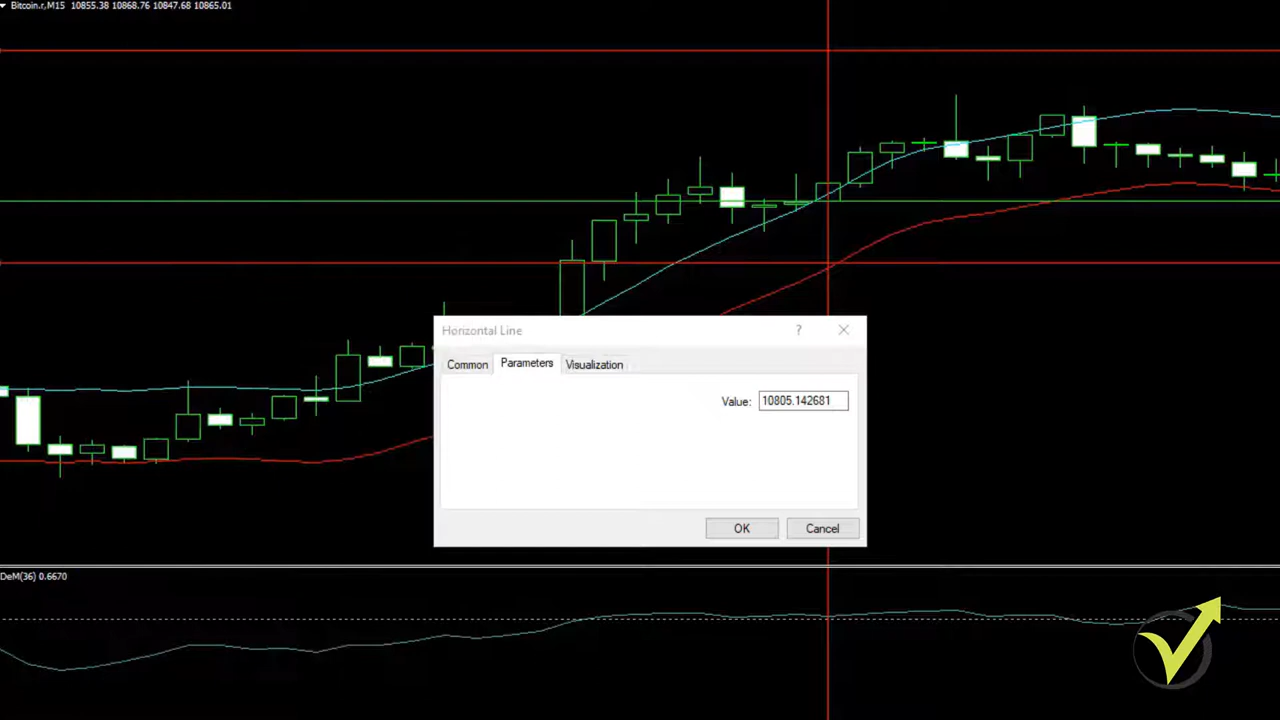 Bitcoin.r,M15 10855.38 10868.76 10847.68 10865.01
Horizontal Line
?
Common Parameters Visualization
Value: 10805.142681
OK Cancel
DeM(36) 0.6670